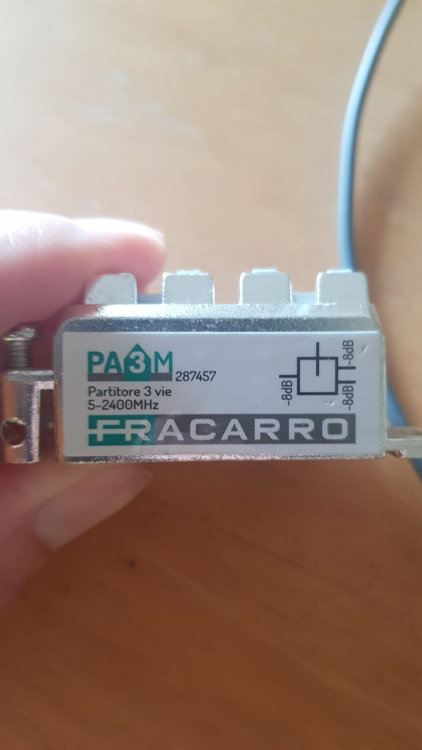 PA3M 287457
Partitore 3 vie
5-2400MHz
-8dB
-8dB
-8dB
FRACARRO